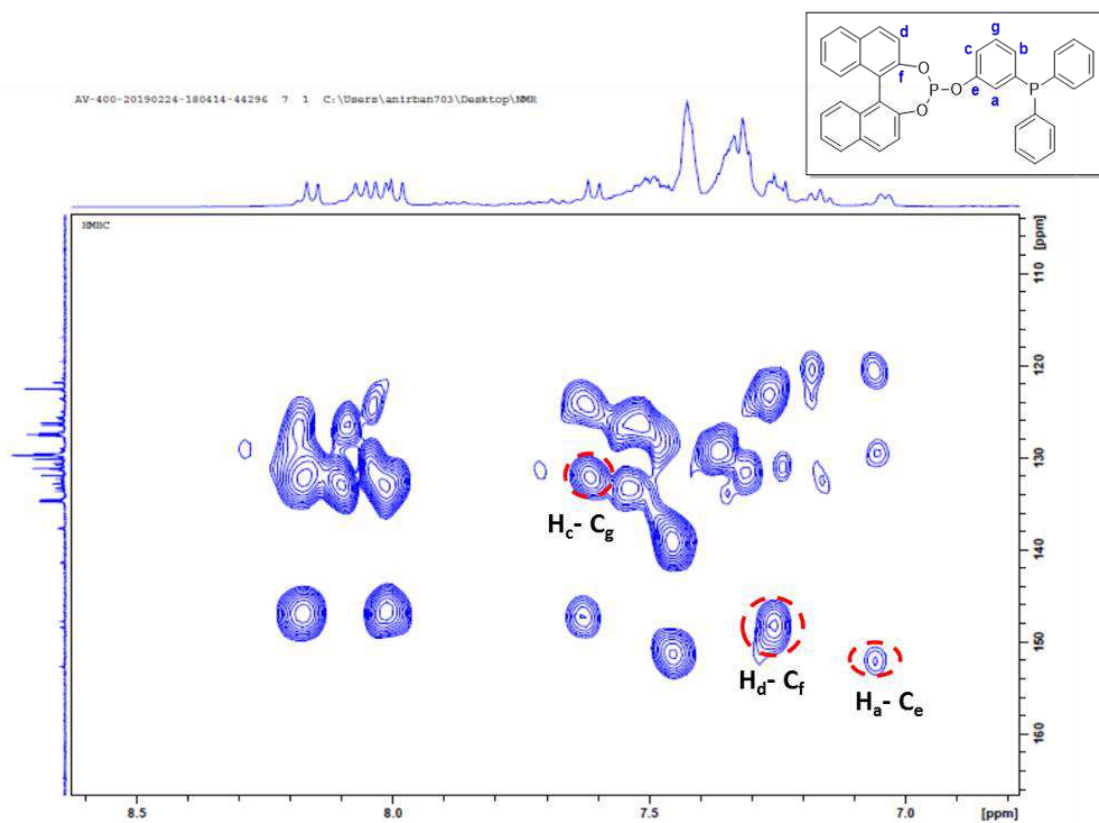 d
g
c
b
f
O
O
P
O
e
a
P
AV-400-20190224-180414-44296 7 1 C:\Users\anirban703\Desktop\NMR
HMBC
[ppm]
110
120
130
140
150
160
Hc- Cg
Hd- Cf
Ha- Ce
8.5
8.0
7.5
7.0
[ppm]